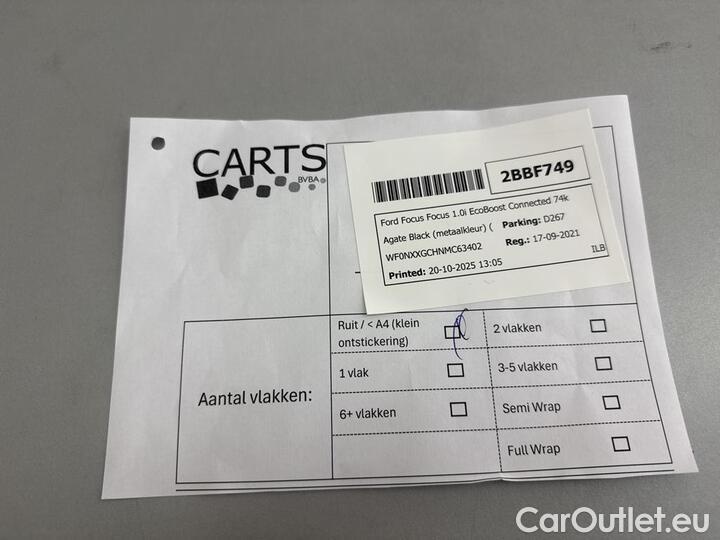 CARTS
BVBA
2BBF749
Ford Focus Focus 1.0i EcoBoost Connected 74k
Agate Black (metaalkleur) ( Parking: D267
WF0NXXGCHNMC63402 Reg.: 17-09-2021
Printed: 20-10-2025 13:05 ILB
Aantal vlakken:
Ruit / < A4 (klein
ontstickering)
2 vlakken
1 vlak
3-5 vlakken
6+ vlakken
Semi Wrap
Full Wrap
CarOutlet.eu